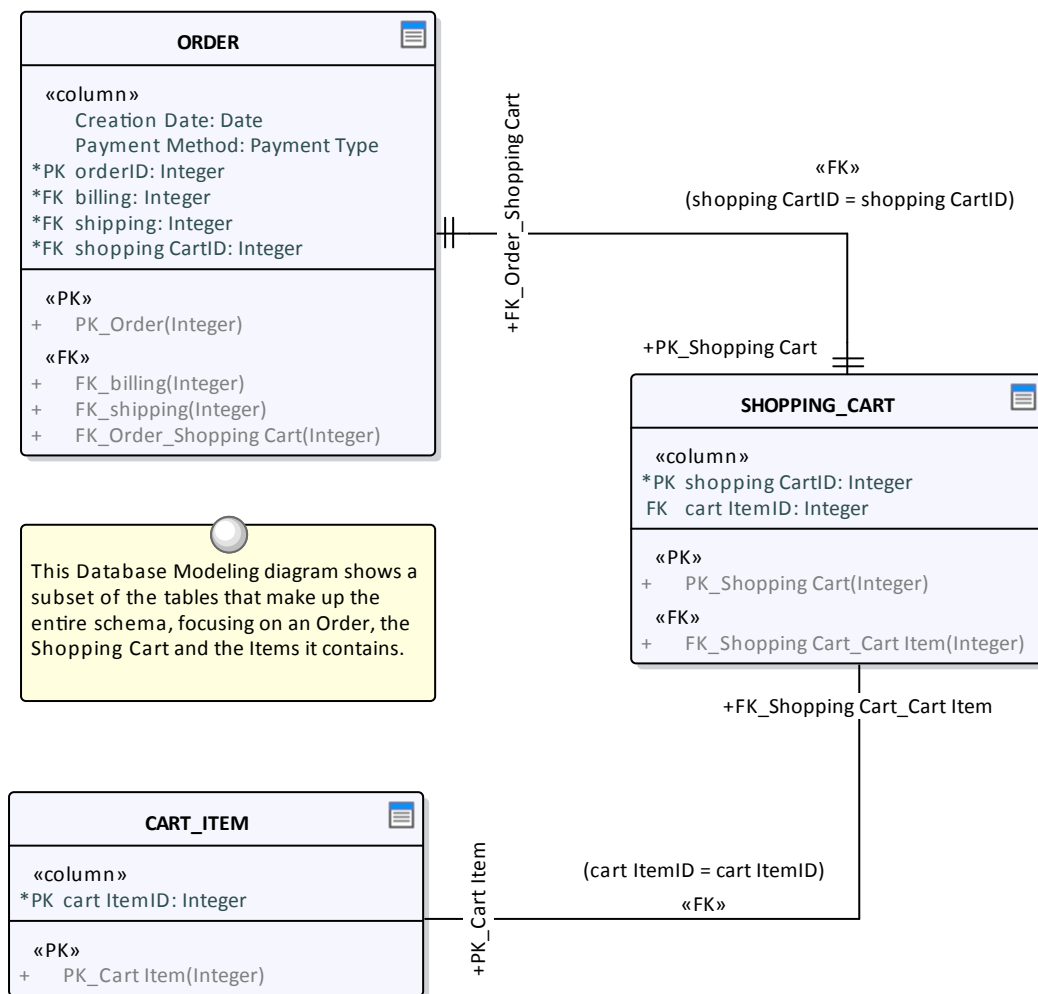 ORDER
«column»
Creation Date: Date
Payment Method: Payment Type
*PK orderID: Integer
*FK billing: Integer
*FK shipping: Integer
*FK shopping CartID: Integer
«PK»
+ PK_Order(Integer)
«FK»
+ FK_billing(Integer)
+ FK_shipping(Integer)
+ FK_Order_Shopping Cart(Integer)
+FK_Order_Shopping Cart
«FK»
(shopping CartID = shopping CartID)
+PK_Shopping Cart
SHOPPING_CART
«column»
*PK shopping CartID: Integer
FK cart ItemID: Integer
«PK»
+ PK_Shopping Cart(Integer)
«FK»
+ FK_Shopping Cart_Cart Item(Integer)
This Database Modeling diagram shows a
subset of the tables that make up the
entire schema, focusing on an Order, the
Shopping Cart and the Items it contains.
+FK_Shopping Cart_Cart Item
CART_ITEM
«column»
*PK cart ItemID: Integer
«PK»
+ PK_Cart Item(Integer)
+PK_Cart Item
(cart ItemID = cart ItemID)
«FK»